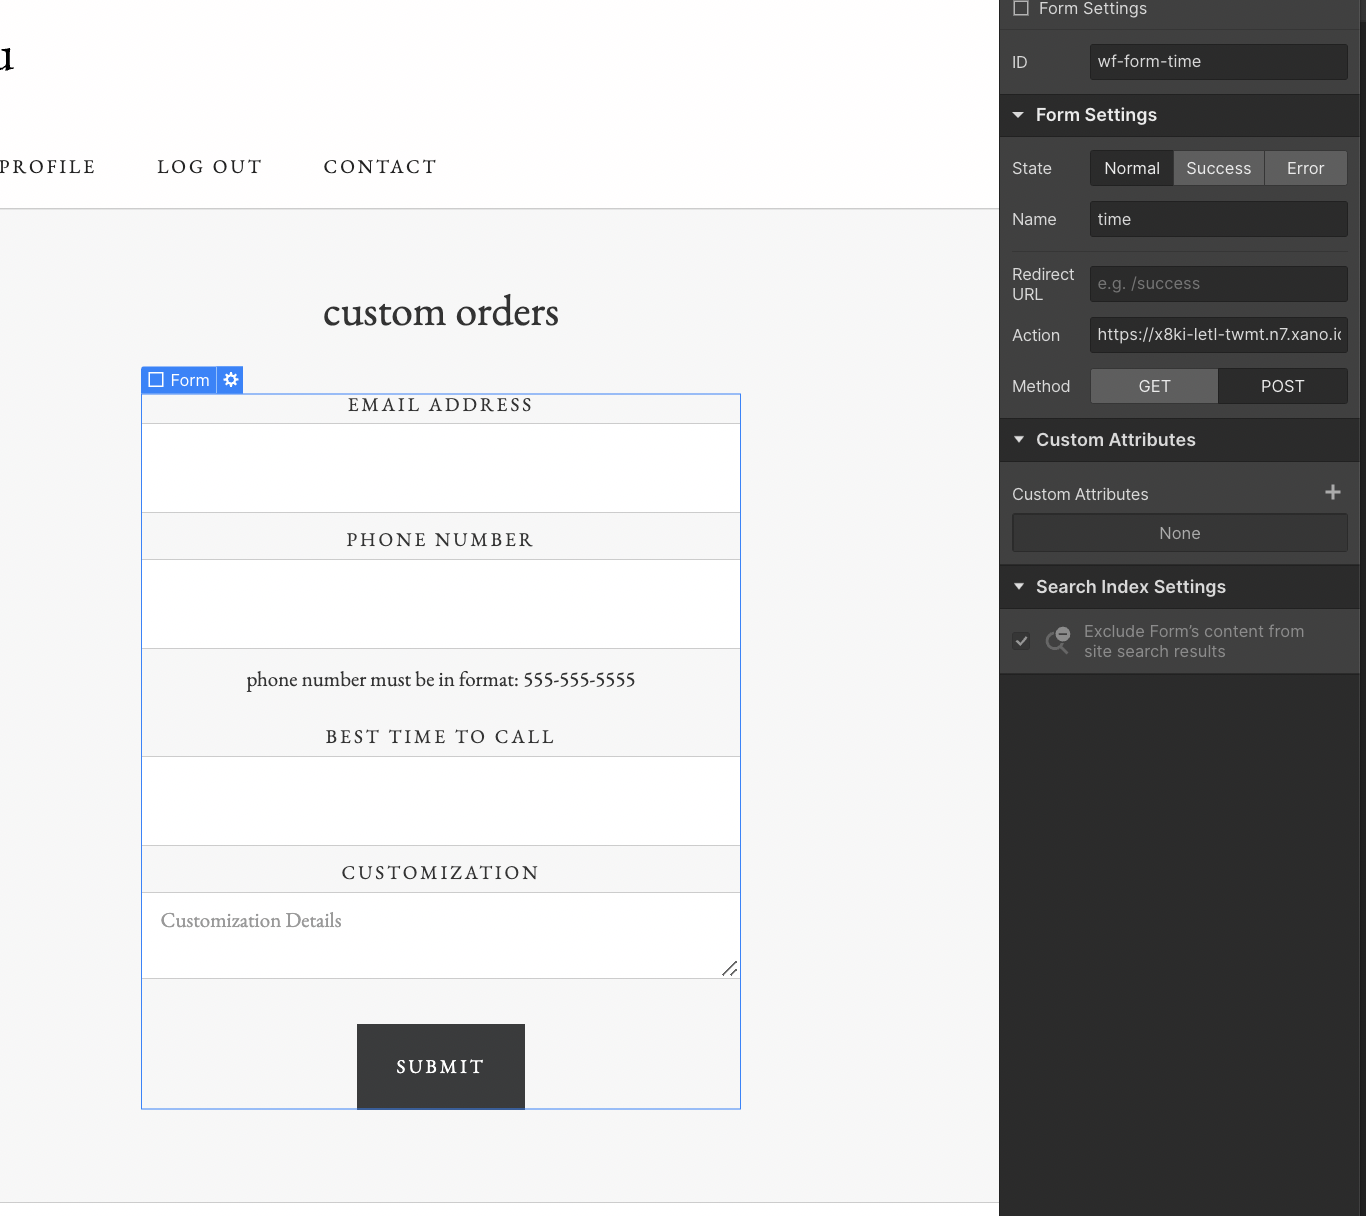 u
PROFILE LOG OUT CONTACT
custom orders
Form
EMAIL ADDRESS
PHONE NUMBER
phone number must be in format: 555-555-5555
BEST TIME TO CALL
CUSTOMIZATION
Customization Details
SUBMIT
Form Settings
ID wf-form-time
Form Settings
State Normal Success Error
Name time
Redirect
URL e.g. /success
Action https://x8ki-letl-twmt.n7.xano.ic
Method GET POST
Custom Attributes
Custom Attributes
None
Search Index Settings
Exclude Form's content from
site search results